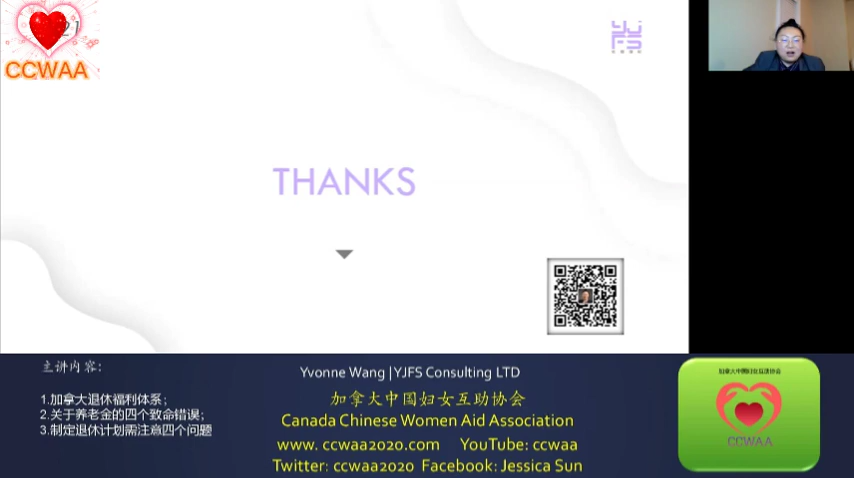 21
CCWAA
THANKS
主讲内容:
1.加拿大退休福利体系;
2.关于养老金的四个致命错误;
3.制定退休计划需注意四个问题
Yvonne Wang | YJFS Consulting LTD
加拿大中国妇女互助协会
Canada Chinese Women Aid Association
www. ccwaa2020.com YouTube: ccwaa
Twitter: ccwaa2020 Facebook: Jessica Sun
加拿大中国妇女互助协会
CCWAA